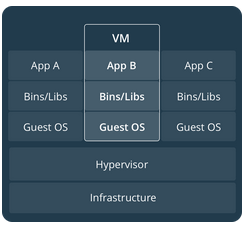 VM
App A App B App C
Bins/Libs Bins/Libs Bins/Libs
Guest OS Guest OS Guest OS
Hypervisor
Infrastructure